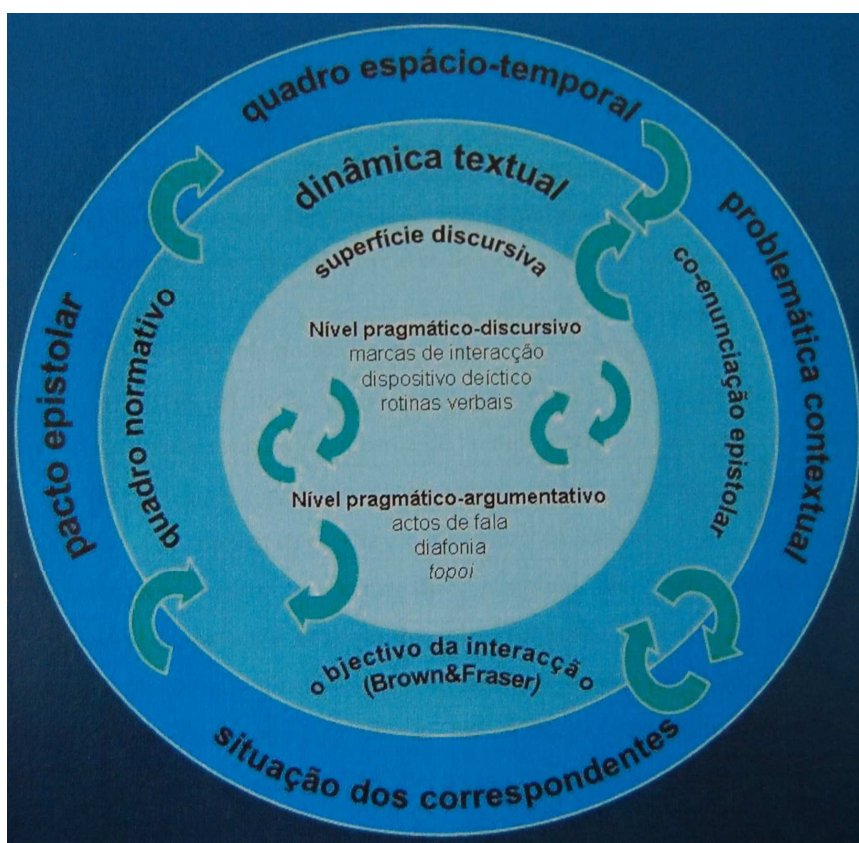 quadro espácio-temporal
dinâmica textual
superfície discursiva
problemática contextual
co-enunciação epistolar
pacto epistolar
quadro normativo
Nível pragmático-discursivo
marcas de interacção
dispositivo deíctico
rotinas verbais
Nível pragmático-argumentativo
actos de fala
diafonia
topoi
objectivo da interacção
(Brown&Fraser)
situação dos correspondentes